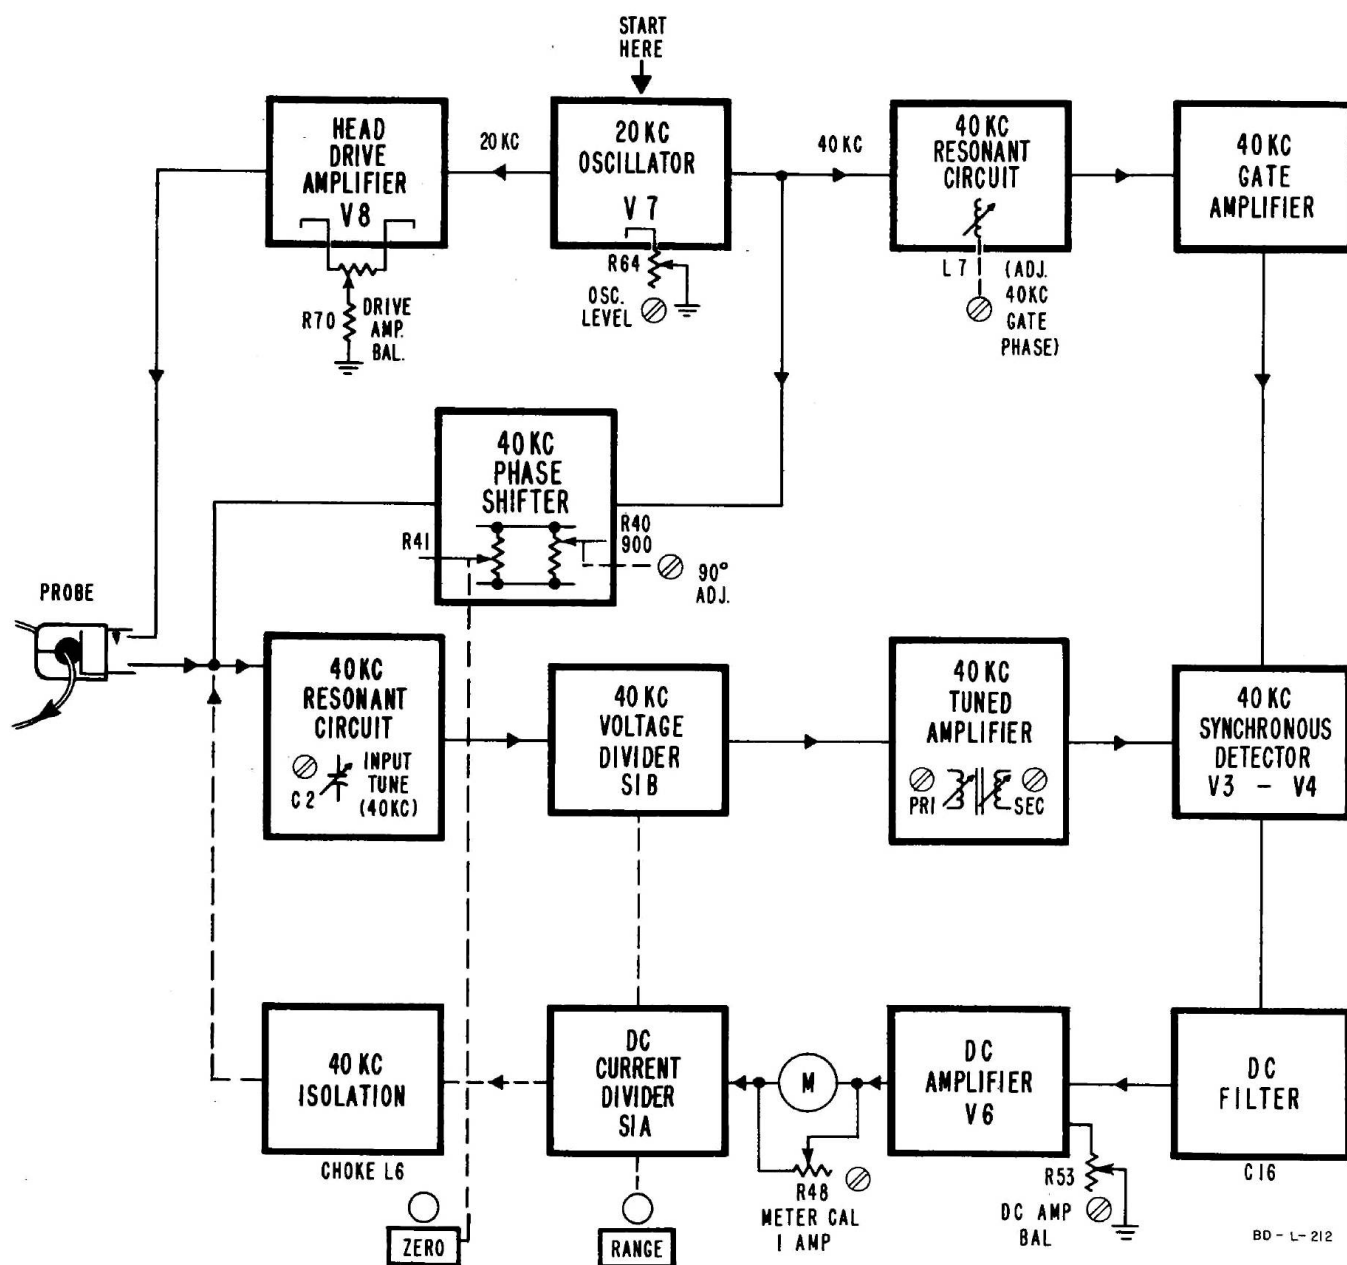 START
HERE
HEAD
DRIVE
AMPLIFIER
V8
20 KC
20 KC
OSCILLATOR
V 7
40 KC
40 KC
RESONANT
CIRCUIT
40 KC
GATE
AMPLIFIER
R70
DRIVE
AMP.
BAL.
R64
OSC.
LEVEL
L 7
(ADJ.
40KC
GATE
PHASE)
40 KC
PHASE
SHIFTER
R41
R40
900
90°
ADJ.
PROBE
40 KC
RESONANT
CIRCUIT
C 2
INPUT
TUNE
(40KC)
40 KC
VOLTAGE
DIVIDER
S1B
40 KC
TUNED
AMPLIFIER
PRI
SEC
40 KC
SYNCHRONOUS
DETECTOR
V3 - V4
40 KC
ISOLATION
CHOKE L6
DC
CURRENT
DIVIDER
S1A
M
DC
AMPLIFIER
V6
DC
FILTER
C16
R48
METER CAL
1 AMP
R53
DC AMP
BAL
ZERO
RANGE
BD - L - 212